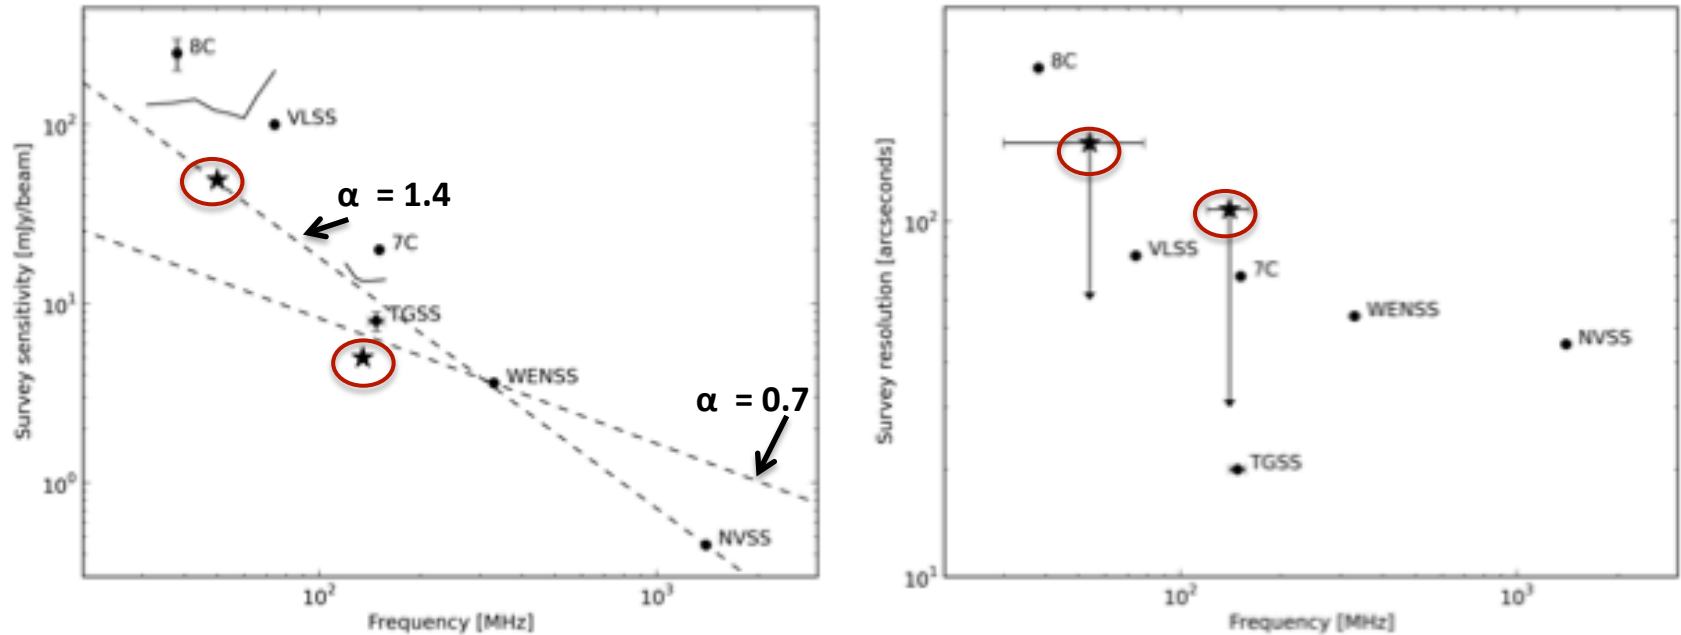 8C
VLSS
α = 1.4
7C
TGSS
WENSS
α = 0.7
NVSS
10²
10¹
10⁰
10² 10³
Frequency [MHz]
Survey sensitivity [mJy/beam]
8C
VLSS
7C
WENSS
NVSS
TGSS
10²
10¹
10² 10³
Frequency [MHz]
Survey resolution [arcseconds]